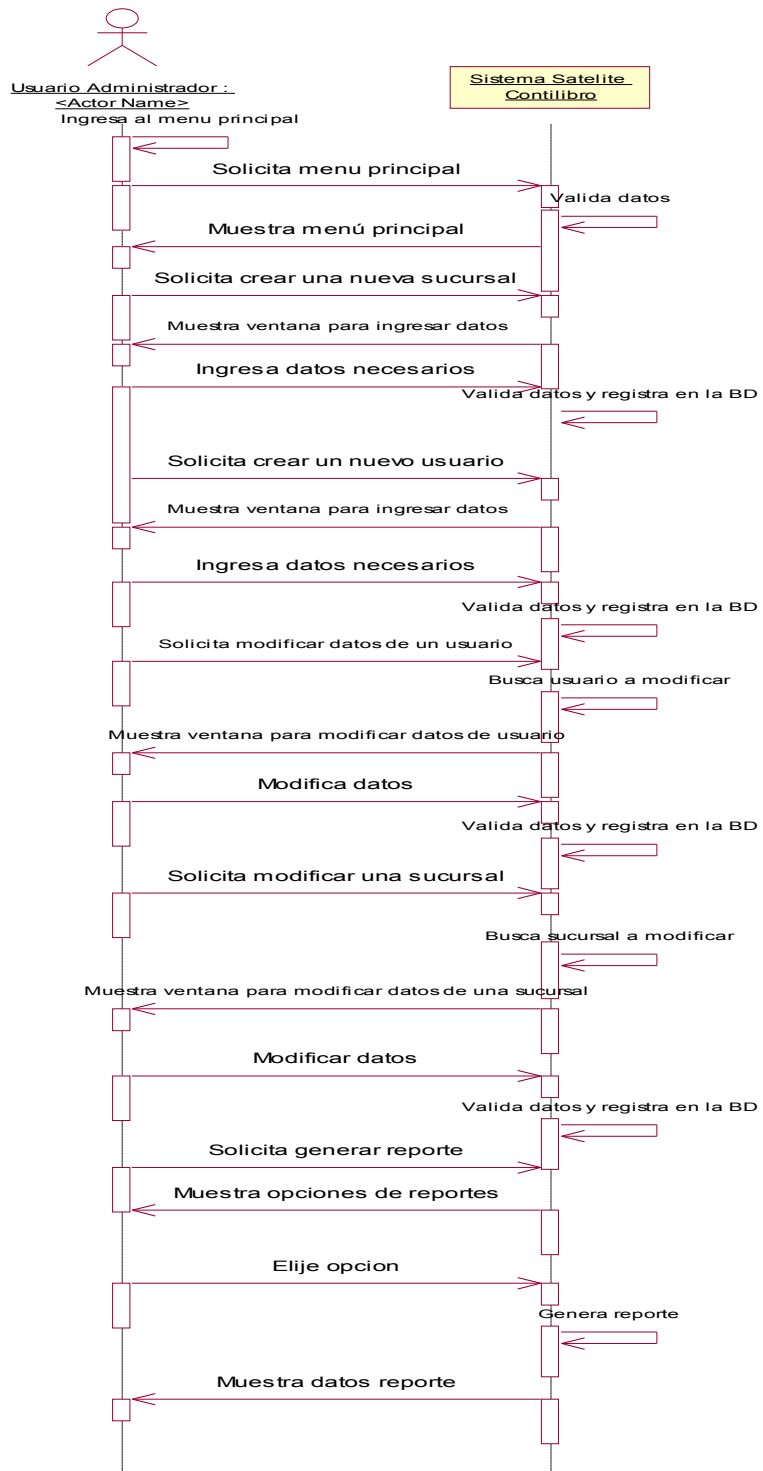 Usuario Administrador :
<Actor Name>
Sistema Satelite
Contilibro
Ingresa al menu principal
Solicita menu principal
Valida datos
Muestra menú principal
Solicita crear una nueva sucursal
Muestra ventana para ingresar datos
Ingresa datos necesarios
Valida datos y registra en la BD
Solicita crear un nuevo usuario
Muestra ventana para ingresar datos
Ingresa datos necesarios
Valida datos y registra en la BD
Solicita modificar datos de un usuario
Busca usuario a modificar
Muestra ventana para modificar datos de usuario
Modifica datos
Valida datos y registra en la BD
Solicita modificar una sucursal
Busca sucursal a modificar
Muestra ventana para modificar datos de una sucursal
Modificar datos
Valida datos y registra en la BD
Solicita generar reporte
Muestra opciones de reportes
Elije opcion
Genera reporte
Muestra datos reporte